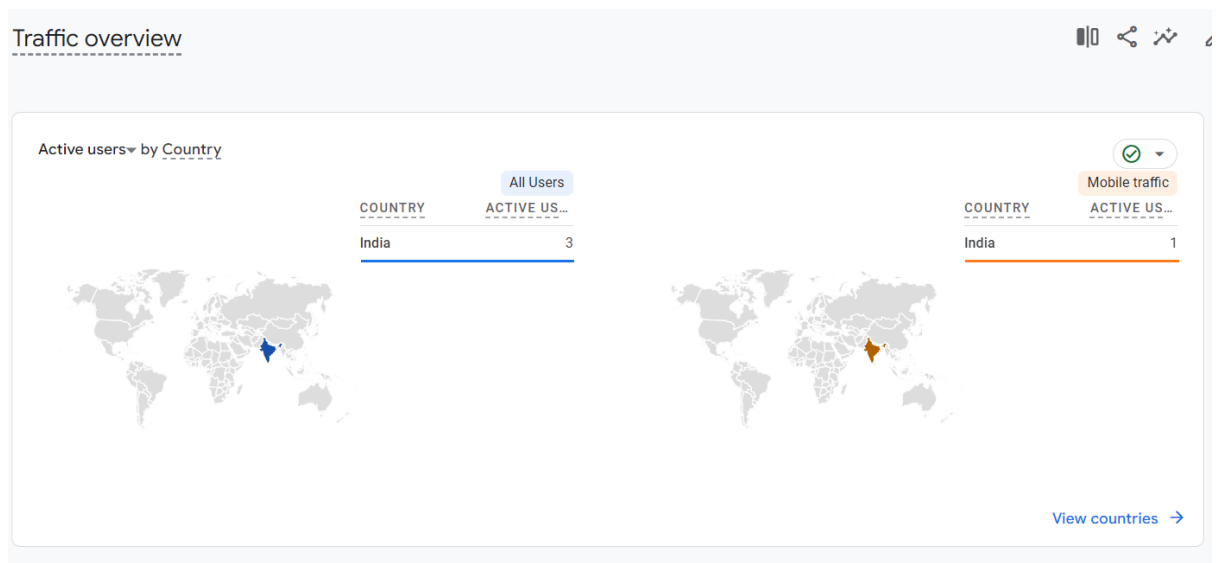 Traffic overview
Active users by Country
All Users
COUNTRY ACTIVE US...
India 3
Mobile traffic
COUNTRY ACTIVE US...
India 1
View countries